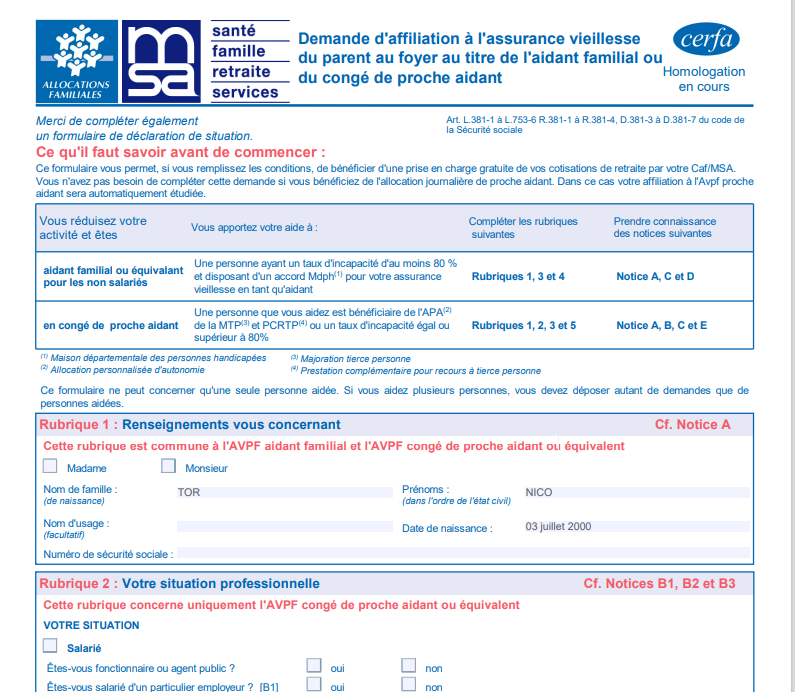 ALLOCATIONS
FAMILIALES
msa
santé
famille
retraite
services
Demande d'affiliation à l'assurance vieillesse
du parent au foyer au titre de l'aidant familial ou
du congé de proche aidant
cerfa
Homologation
en cours
Merci de compléter également
un formulaire de déclaration de situation.
Art. L.381-1 à L.753-6 R.381-1 à R.381-4, D.381-3 à D.381-7 du code de
la Sécurité sociale
Ce qu'il faut savoir avant de commencer :
Ce formulaire vous permet, si vous remplissez les conditions, de bénéficier d'une prise en charge gratuite de vos cotisations de retraite par votre Caf/MSA.
Vous n'avez pas besoin de compléter cette demande si vous bénéficiez de l'allocation journalière de proche aidant. Dans ce cas votre affiliation à l'Avpf proche
aidant sera automatiquement étudiée.
Vous réduisez votre
activité et êtes
Vous apportez votre aide à :
Compléter les rubriques
suivantes
Prendre connaissance
des notices suivantes
aidant familial ou équivalant
pour les non salariés
Une personne ayant un taux d'incapacité d'au moins 80 %
et disposant d'un accord Mdph(1) pour votre assurance
vieillesse en tant qu'aidant
Rubriques 1, 3 et 4
Notice A, C et D
en congé de proche aidant
Une personne que vous aidez est bénéficiaire de l'APA(2)
de la MTP(3) et PCRTP(4) ou un taux d'incapacité égal ou
supérieur à 80%
Rubriques 1, 2, 3 et 5
Notice A, B, C et E
(1) Maison départementale des personnes handicapées
(3) Majoration tierce personne
(2) Allocation personnalisée d'autonomie
(4) Prestation complémentaire pour recours à tierce personne
Ce formulaire ne peut concerner qu'une seule personne aidée. Si vous aidez plusieurs personnes, vous devez déposer autant de demandes que de
personnes aidées.
Rubrique 1 : Renseignements vous concernant
Cf. Notice A
Cette rubrique est commune à l'AVPF aidant familial et l'AVPF congé de proche aidant ou équivalent
Madame
Monsieur
Nom de famille : TOR
(de naissance)
Prénoms : NICO
(dans l'ordre de l'état civil)
Nom d'usage :
(facultatif)
Date de naissance : 03 juillet 2000
Numéro de sécurité sociale :
Rubrique 2 : Votre situation professionnelle
Cf. Notices B1, B2 et B3
Cette rubrique concerne uniquement l'AVPF congé de proche aidant ou équivalent
VOTRE SITUATION
Salarié
Êtes-vous fonctionnaire ou agent public ? oui non
Êtes-vous salarié d'un particulier employeur ? [B1] oui non